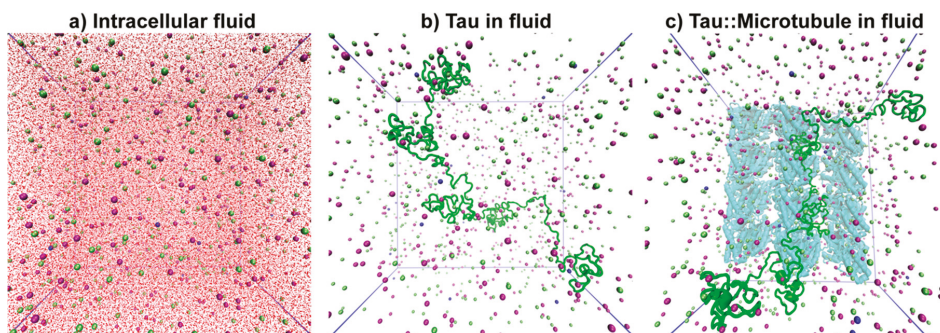 a) Intracellular fluid
b) Tau in fluid
c) Tau::Microtubule in fluid